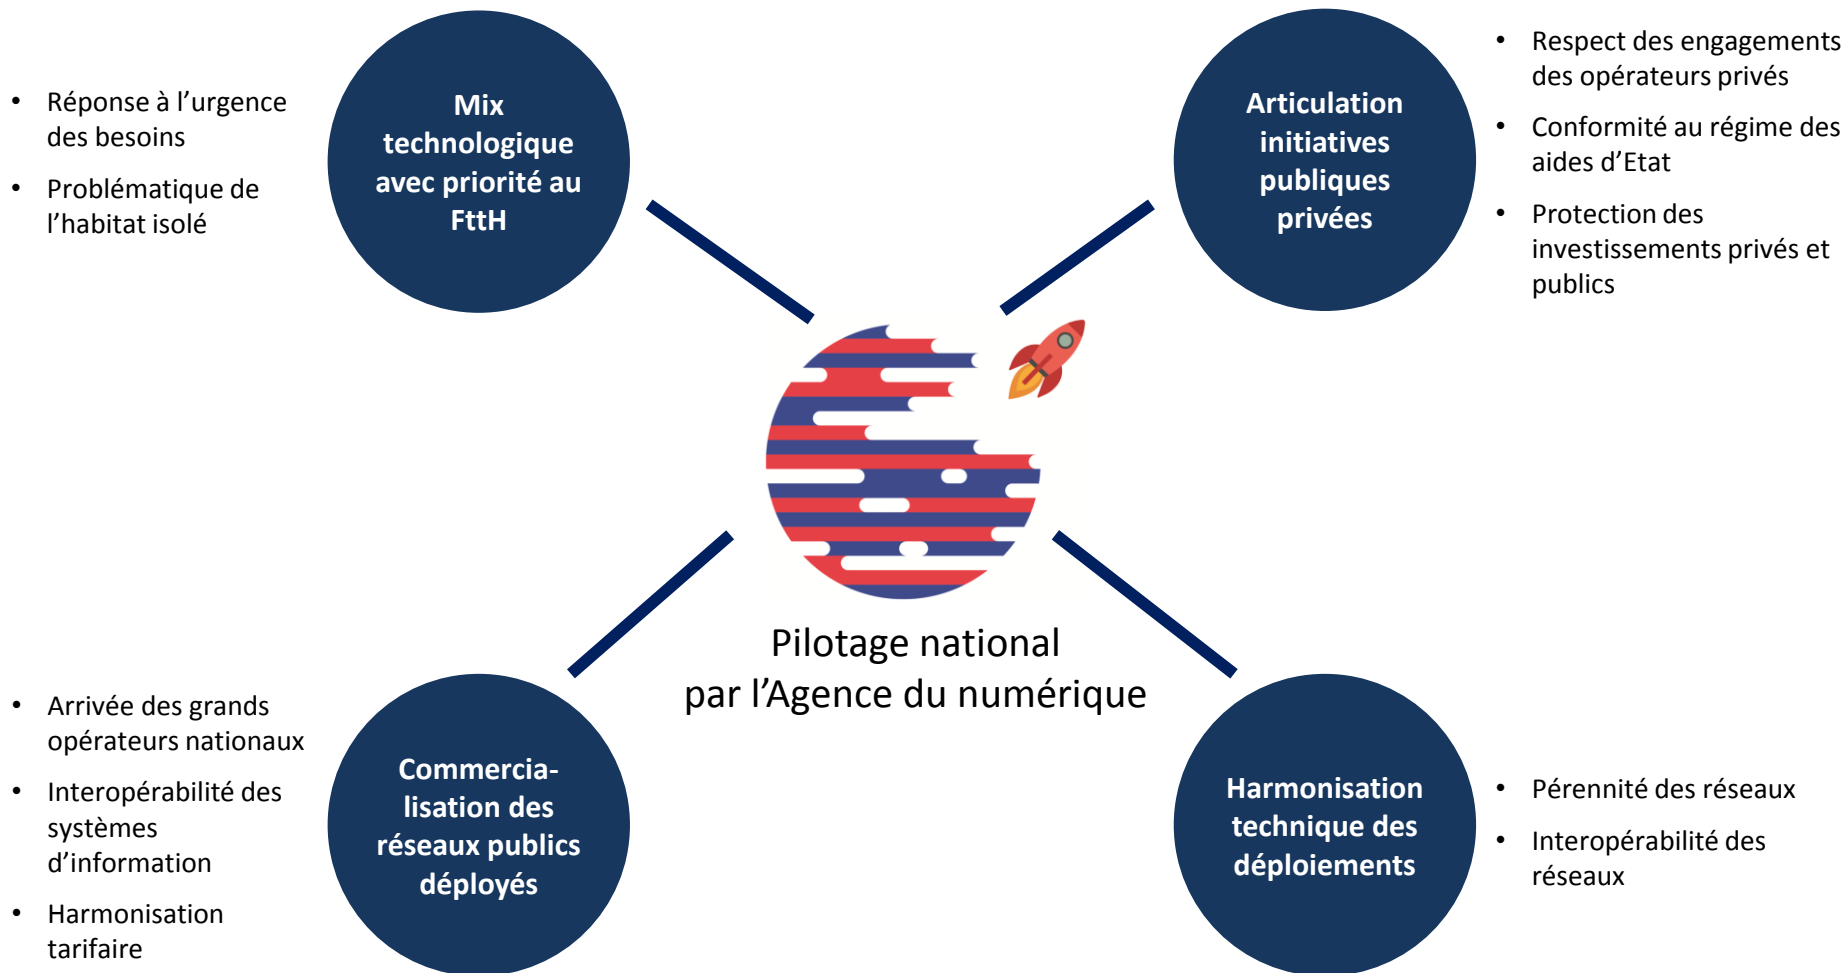 • Réponse à l’urgence
des besoins
• Problématique de
l’habitat isolé
Mix
technologique
avec priorité au
FttH
Articulation
initiatives
publiques
privées
• Respect des engagements
des opérateurs privés
• Conformité au régime des
aides d’Etat
• Protection des
investissements privés et
publics
Pilotage national
par l’Agence du numérique
• Arrivée des grands
opérateurs nationaux
• Interopérabilité des
systèmes
d’information
• Harmonisation
tarifaire
Commercia-
lisation des
réseaux publics
déployés
Harmonisation
technique des
déploiements
• Pérennité des réseaux
• Interopérabilité des
réseaux